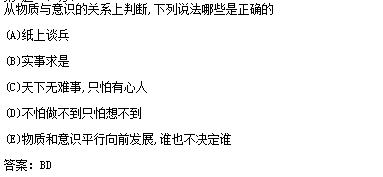 从物质与意识的关系上判断,下列说法哪些是正确的
(A)纸上谈兵
(B)实事求是
(C)天下无难事,只怕有心人
(D)不怕做不到只怕想不到
(E)物质和意识平行向前发展,谁也不决定谁
答案: BD